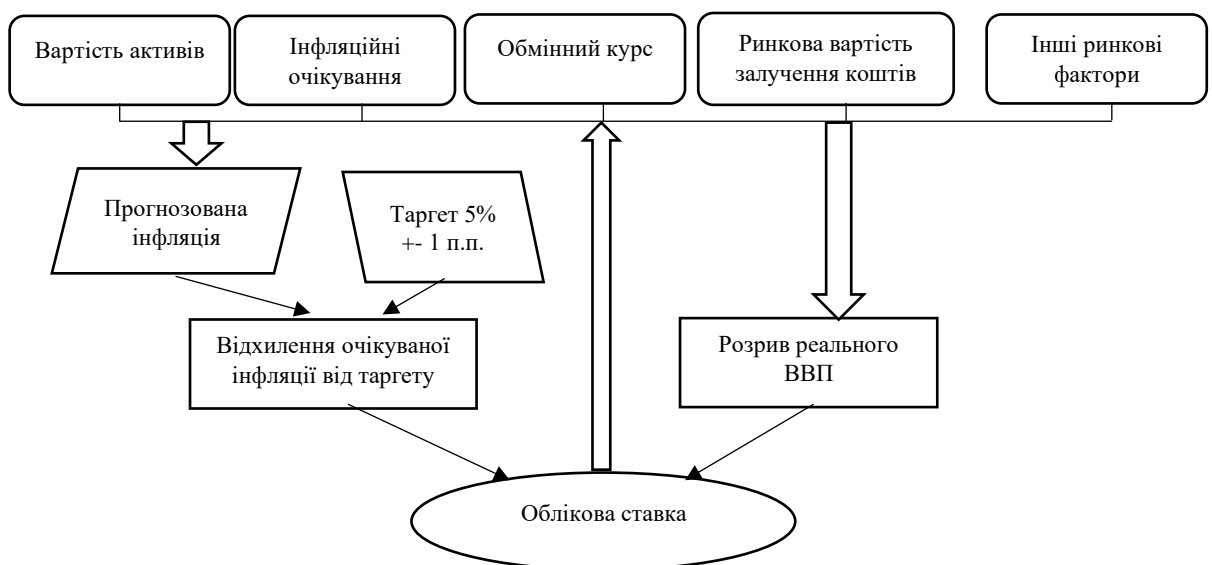 Вартість активів
Інфляційні
очікування
Обмінний курс
Ринкова вартість
залучення коштів
Інші ринкові
фактори
Прогнозована
інфляція
Таргет 5%
+- 1 п.п.
Відхилення очікуваної
інфляції від таргету
Розрив реального
ВВП
Облікова ставка